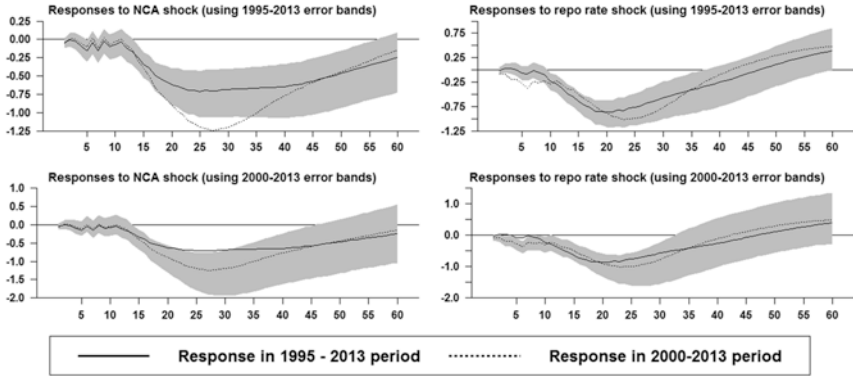 Responses to NCA shock (using 1995-2013 error bands)
0.25
0.00
-0.25
-0.50
-0.75
-1.00
-1.25
5 10 15 20 25 30 35 40 45 50 55 60
Responses to repo rate shock (using 1995-2013 error bands)
0.75
0.25
-0.25
-0.75
-1.25
5 10 15 20 25 30 35 40 45 50 55 60
Responses to NCA shock (using 2000-2013 error bands)
1.0
0.5
0.0
-0.5
-1.0
-1.5
-2.0
5 10 15 20 25 30 35 40 45 50 55 60
Responses to repo rate shock (using 2000-2013 error bands)
1.0
0.0
-1.0
-2.0
5 10 15 20 25 30 35 40 45 50 55 60
Response in 1995 - 2013 period
Response in 2000-2013 period